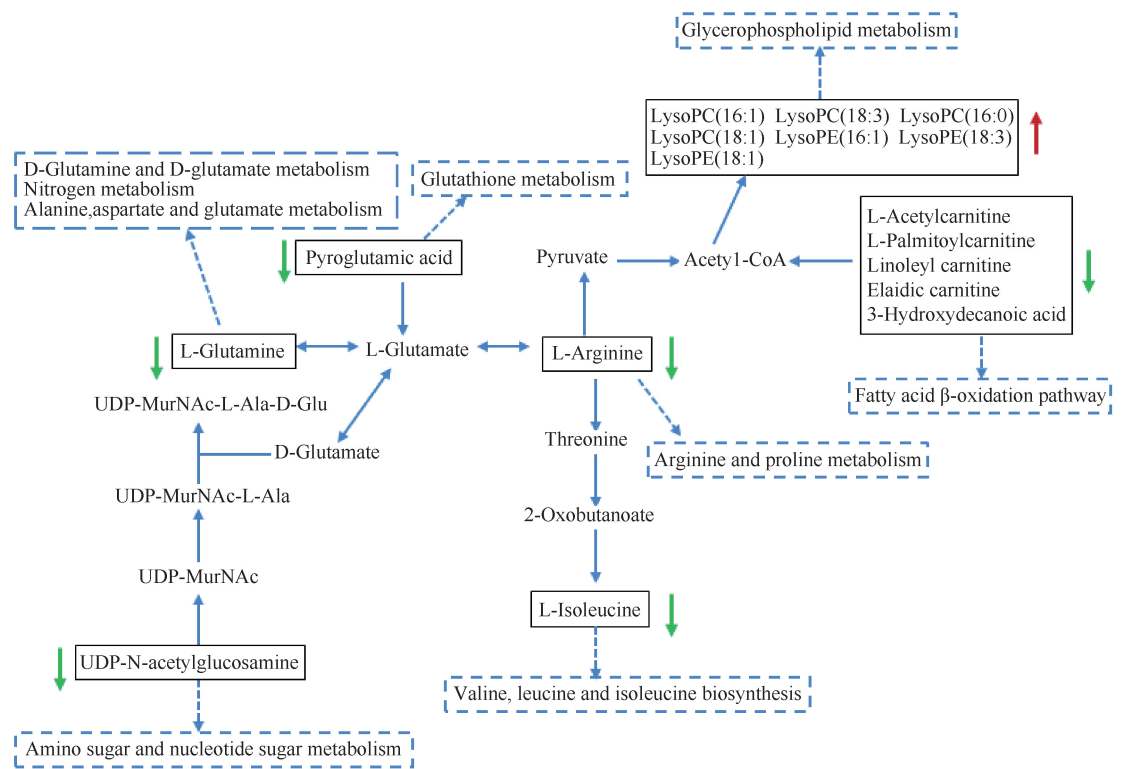 Glycerophospholipid metabolism
LysoPC(16:1) LysoPC(18:3) LysoPC(16:0)
LysoPC(18:1) LysoPE(16:1) LysoPE(18:3)
LysoPE(18:1)
D-Glutamine and D-glutamate metabolism
Nitrogen metabolism
Alanine,aspartate and glutamate metabolism
Glutathione metabolism
Pyroglutamic acid
Pyruvate
Acety1-CoA
L-Acetylcarnitine
L-Palmitoylcarnitine
Linoleyl carnitine
Elaidic carnitine
3-Hydroxydecanoic acid
L-Glutamine
L-Glutamate
L-Arginine
Fatty acid β-oxidation pathway
UDP-MurNAc-L-Ala-D-Glu
D-Glutamate
Threonine
Arginine and proline metabolism
UDP-MurNAc-L-Ala
2-Oxobutanoate
UDP-MurNAc
L-Isoleucine
UDP-N-acetylglucosamine
Valine, leucine and isoleucine biosynthesis
Amino sugar and nucleotide sugar metabolism